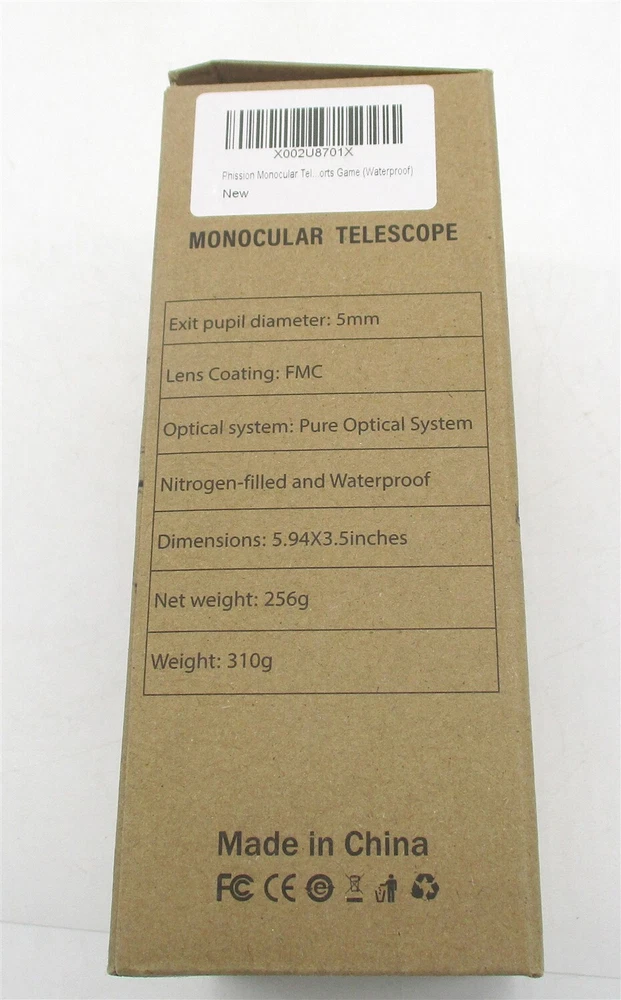 X002U8701X
Phission Monocular Tel...orts Game (Waterproof)
New
MONOCULAR TELESCOPE
Exit pupil diameter: 5mm
Lens Coating: FMC
Optical system: Pure Optical System
Nitrogen-filled and Waterproof
Dimensions: 5.94X3.5inches
Net weight: 256g
Weight: 310g
Made in China
FC CE e